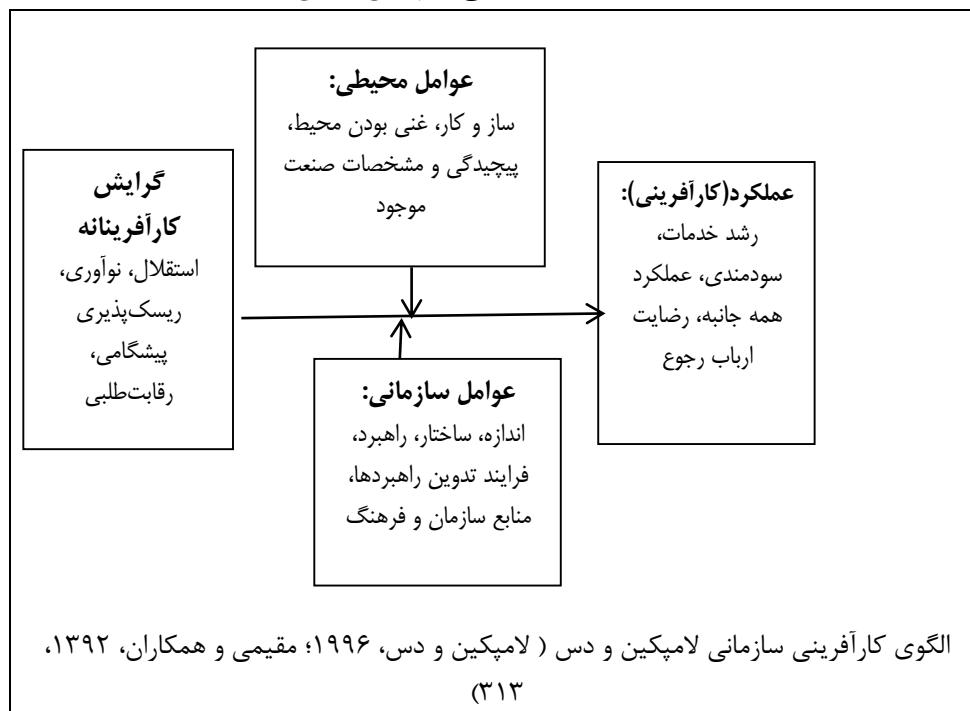 عوامل محیطی:
ساز و کار، غنی بودن محیط،
پیچیدگی و مشخصات صنعت
موجود
گرایش
کارآفرینانه
استقلال، نوآوری،
ریسک‌پذیری
پیشگامی،
رقابت‌طلبی
عملکرد(کارآفرینی):
رشد خدمات،
سودمندی، عملکرد
همه جانبه، رضایت
ارباب رجوع
عوامل سازمانی:
اندازه، ساختار، راهبرد،
فرایند تدوین راهبردها،
منابع سازمان و فرهنگ
الگوی کارآفرینی سازمانی لامپکین و دس ( لامپکین و دس، ۱۹۹۶؛ مقیمی و همکاران، ۱۳۹۲،
۳۱۳)